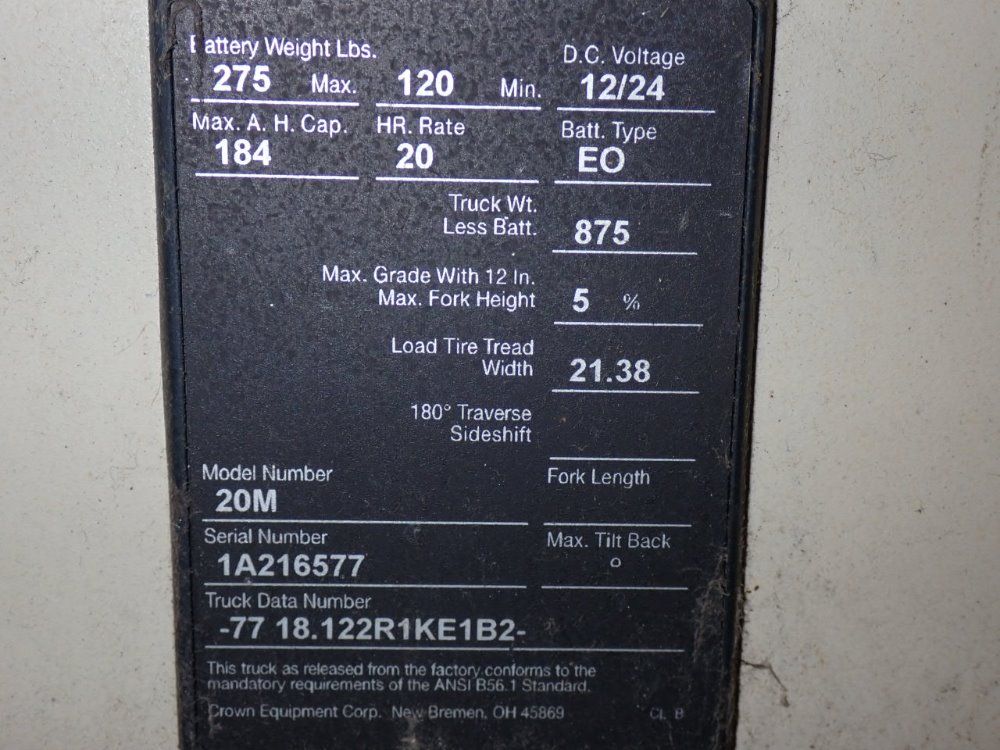 Battery Weight Lbs.
D.C. Voltage
275 Max. 120 Min. 12/24
Max. A. H. Cap. HR. Rate Batt. Type
184 20 EO
Truck Wt.
Less Batt. 875
Max. Grade With 12 In.
Max. Fork Height 5 %
Load Tire Tread
Width 21.38
180° Traverse
Sideshift
Model Number Fork Length
20M
Serial Number Max. Tilt Back
1A216577 °
Truck Data Number
-77 18.122R1KE1B2-
This truck as released from the factory conforms to the
mandatory requirements of the ANSI B56.1 Standard.
Crown Equipment Corp. New Bremen, OH 45869 CL B